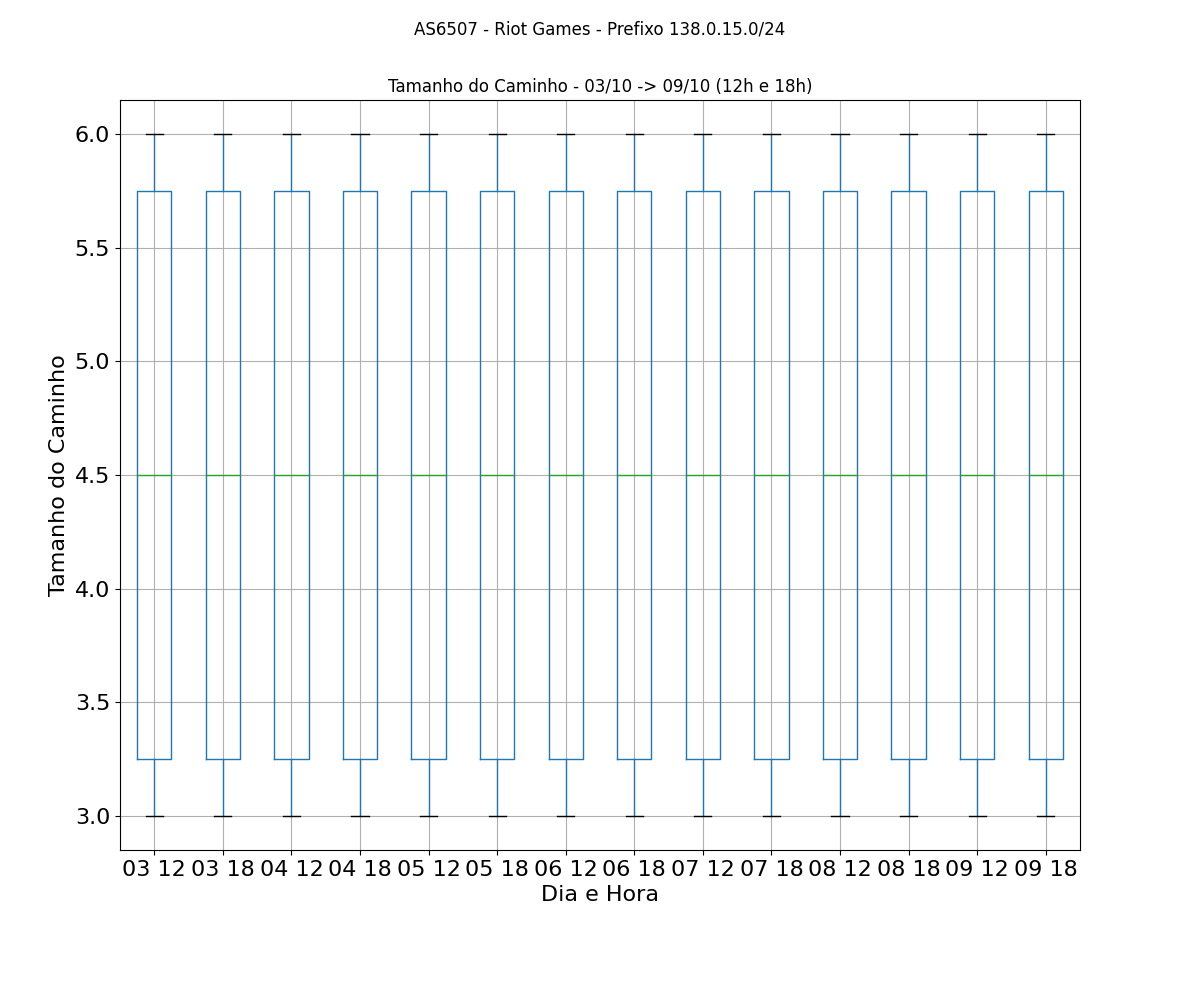 AS6507 - Riot Games - Prefixo 138.0.15.0/24
Tamanho do Caminho - 03/10 -> 09/10 (12h e 18h)
Tamanho do Caminho
6.0
5.5
5.0
4.5
4.0
3.5
3.0
03 12 03 18 04 12 04 18 05 12 05 18 06 12 06 18 07 12 07 18 08 12 08 18 09 12 09 18
Dia e Hora